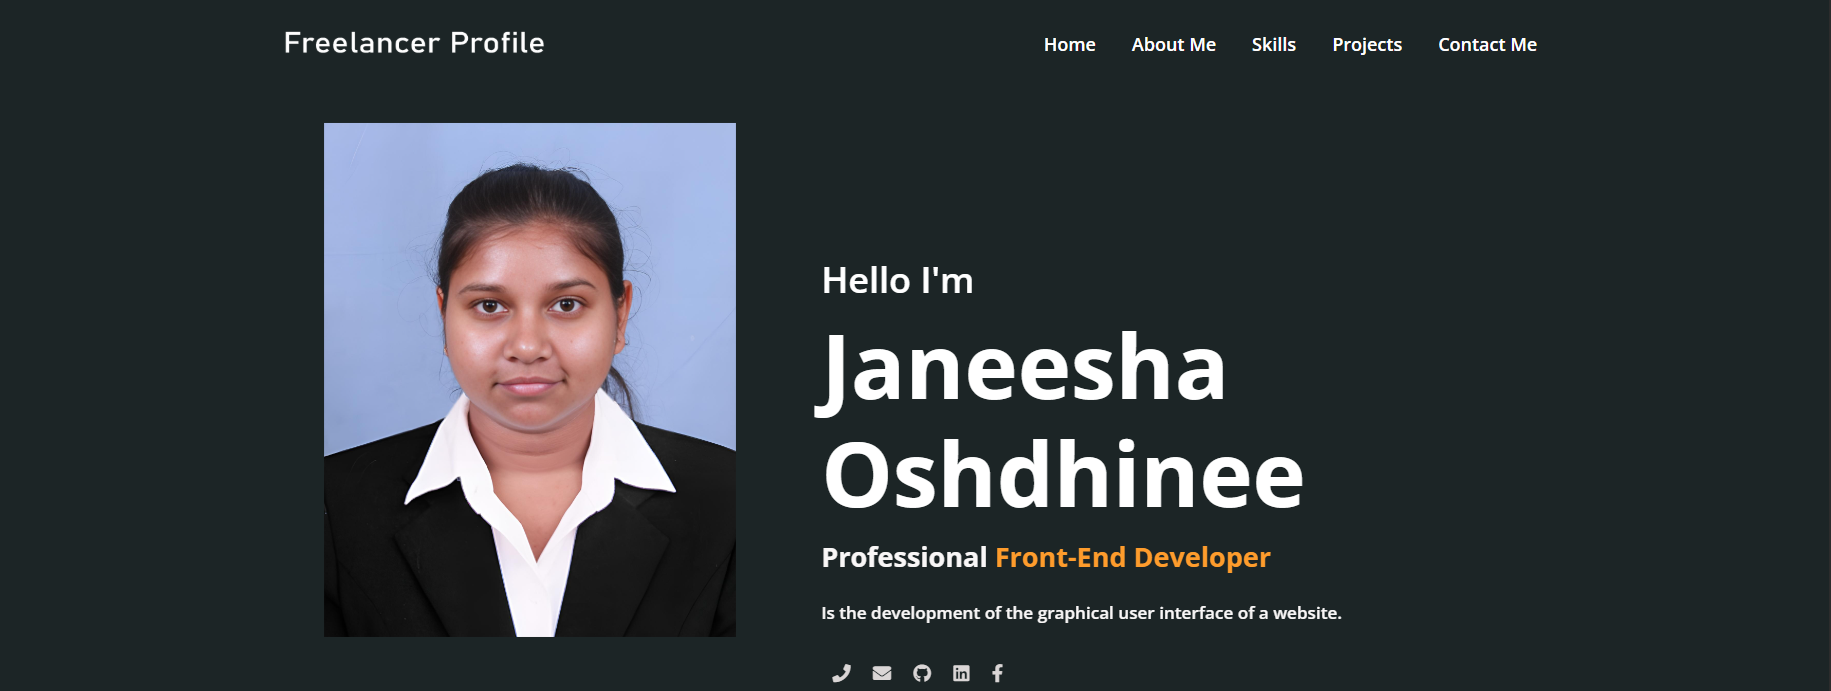 Freelancer Profile
Home About Me Skills Projects Contact Me
Hello I'm
Janeesha
Oshdhinee
Professional Front-End Developer
Is the development of the graphical user interface of a website.